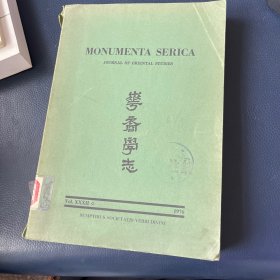 MONUMENTA SERICA
JOURNAL OF ORIENTAL STUDIES
華
裔
學
志
Vol. XXXII
1976
SUMPTIBUS SOCIETATIS VERBI DIVINI